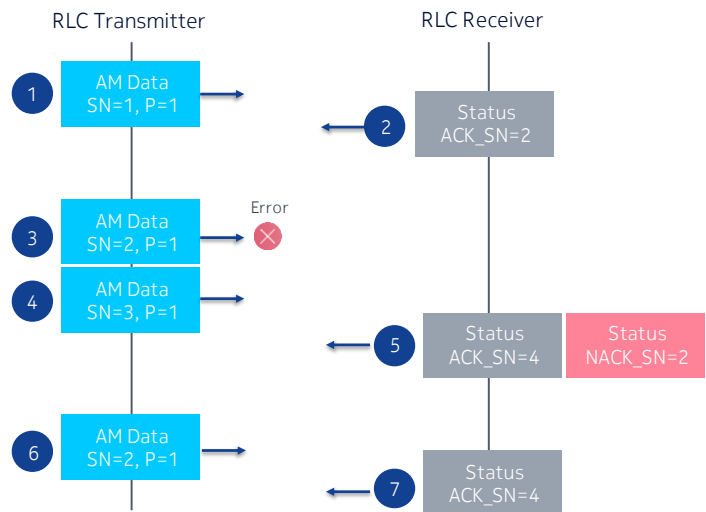 RLC Transmitter
RLC Receiver
1
AM Data
SN=1, P=1
2
Status
ACK_SN=2
3
AM Data
SN=2, P=1
Error
4
AM Data
SN=3, P=1
5
Status
ACK_SN=4
Status
NACK_SN=2
6
AM Data
SN=2, P=1
7
Status
ACK_SN=4